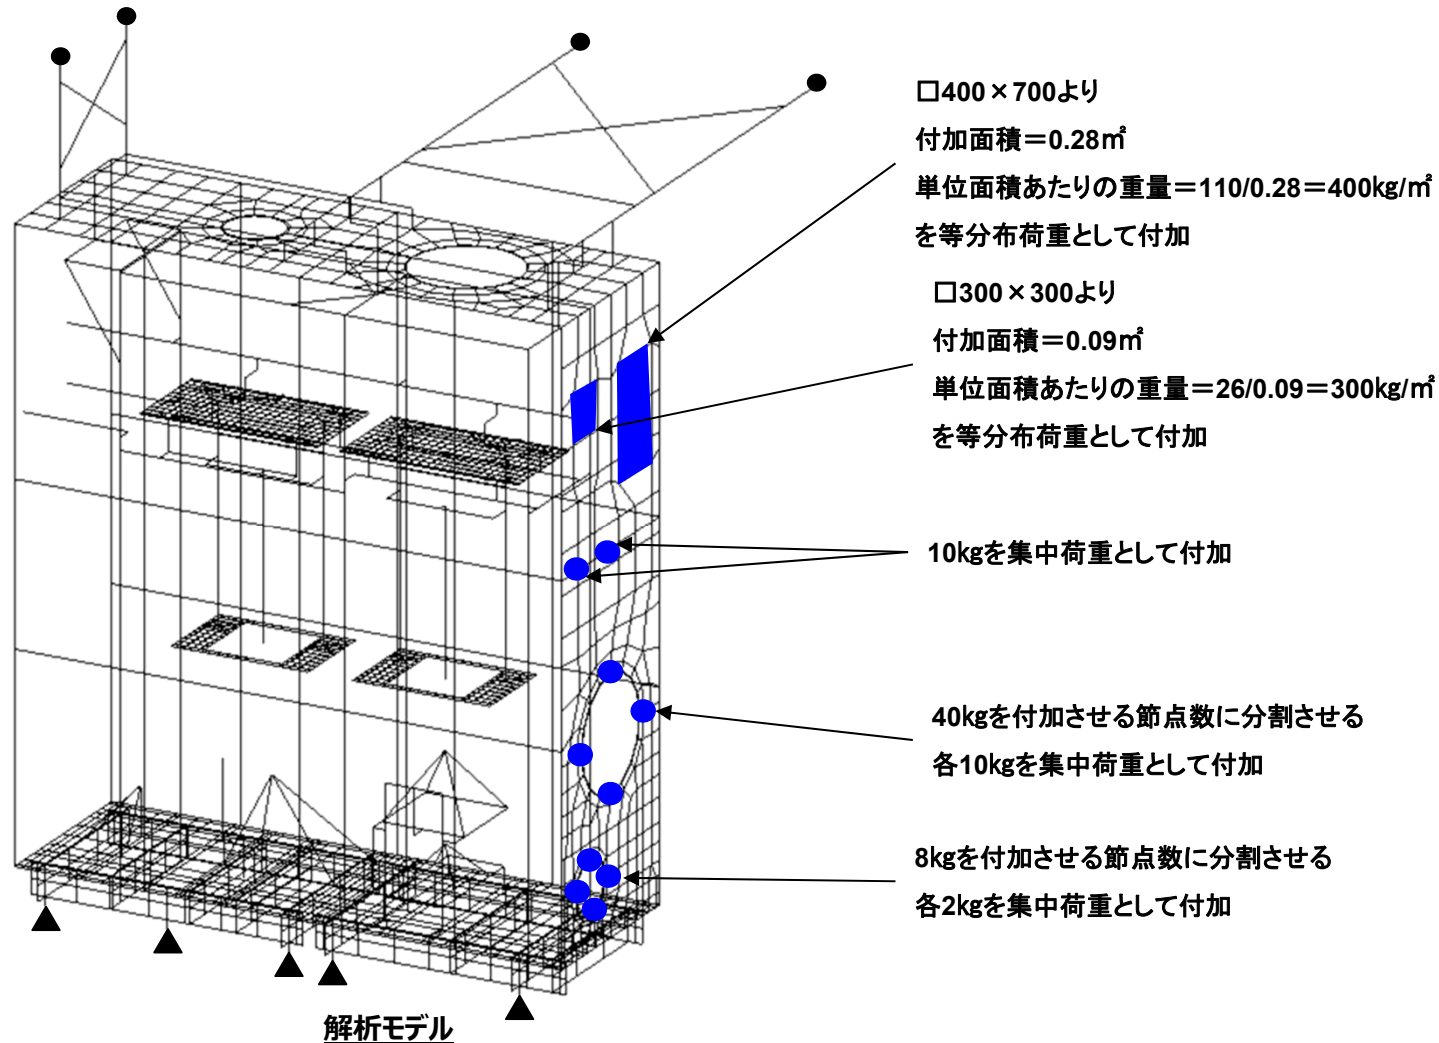 □400×700より
付加面積＝0.28㎡
単位面積あたりの重量＝110/0.28＝400kg/㎡
を等分布荷重として付加
□300×300より
付加面積＝0.09㎡
単位面積あたりの重量＝26/0.09＝300kg/㎡
を等分布荷重として付加
10㎏を集中荷重として付加
40㎏を付加させる節点数に分割させる
各10㎏を集中荷重として付加
8㎏を付加させる節点数に分割させる
各2㎏を集中荷重として付加
解析モデル